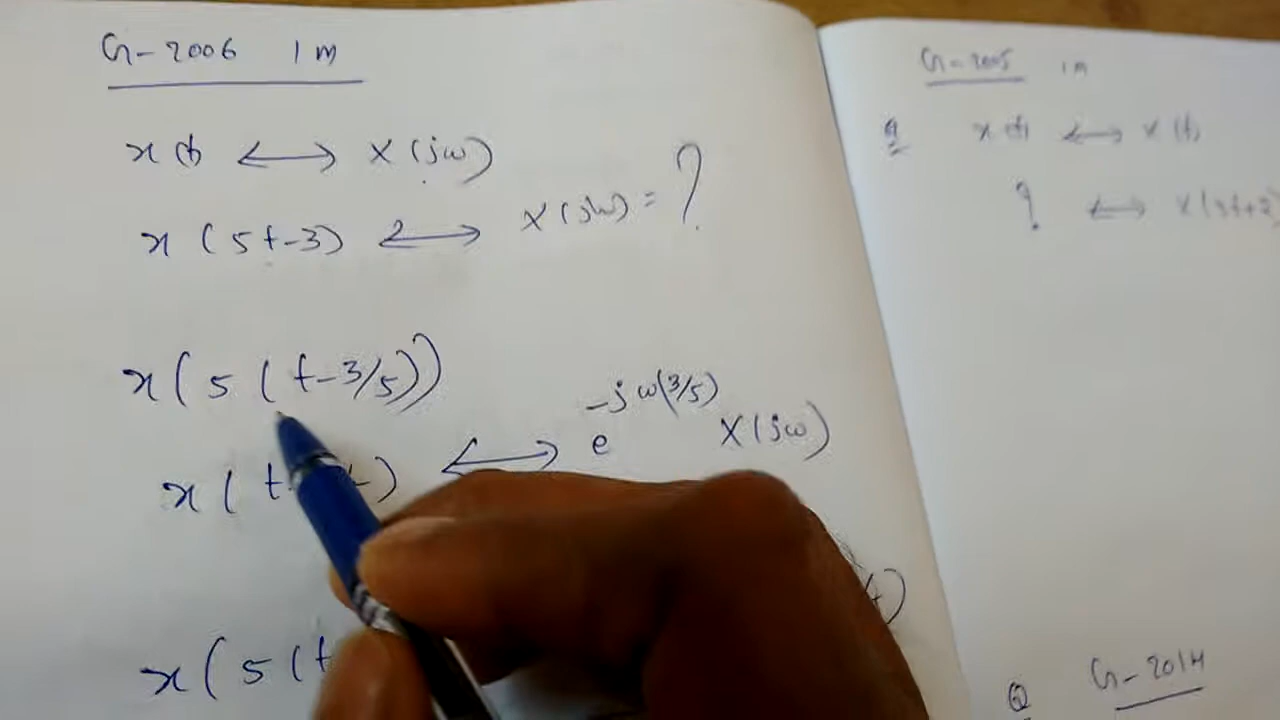 G-2006 1m
x(t) ⟷ X(jω)
x(5t-3) ⟷ X(jω) = ?
x(5(t-3/5))
⟷ e^{-jω(3/5)} X(jω)
x(t
x(5(t
G-2005 1m
Q x(t) ⟷ X(f)
? ⟷ X(3f+2)
Q G-2014